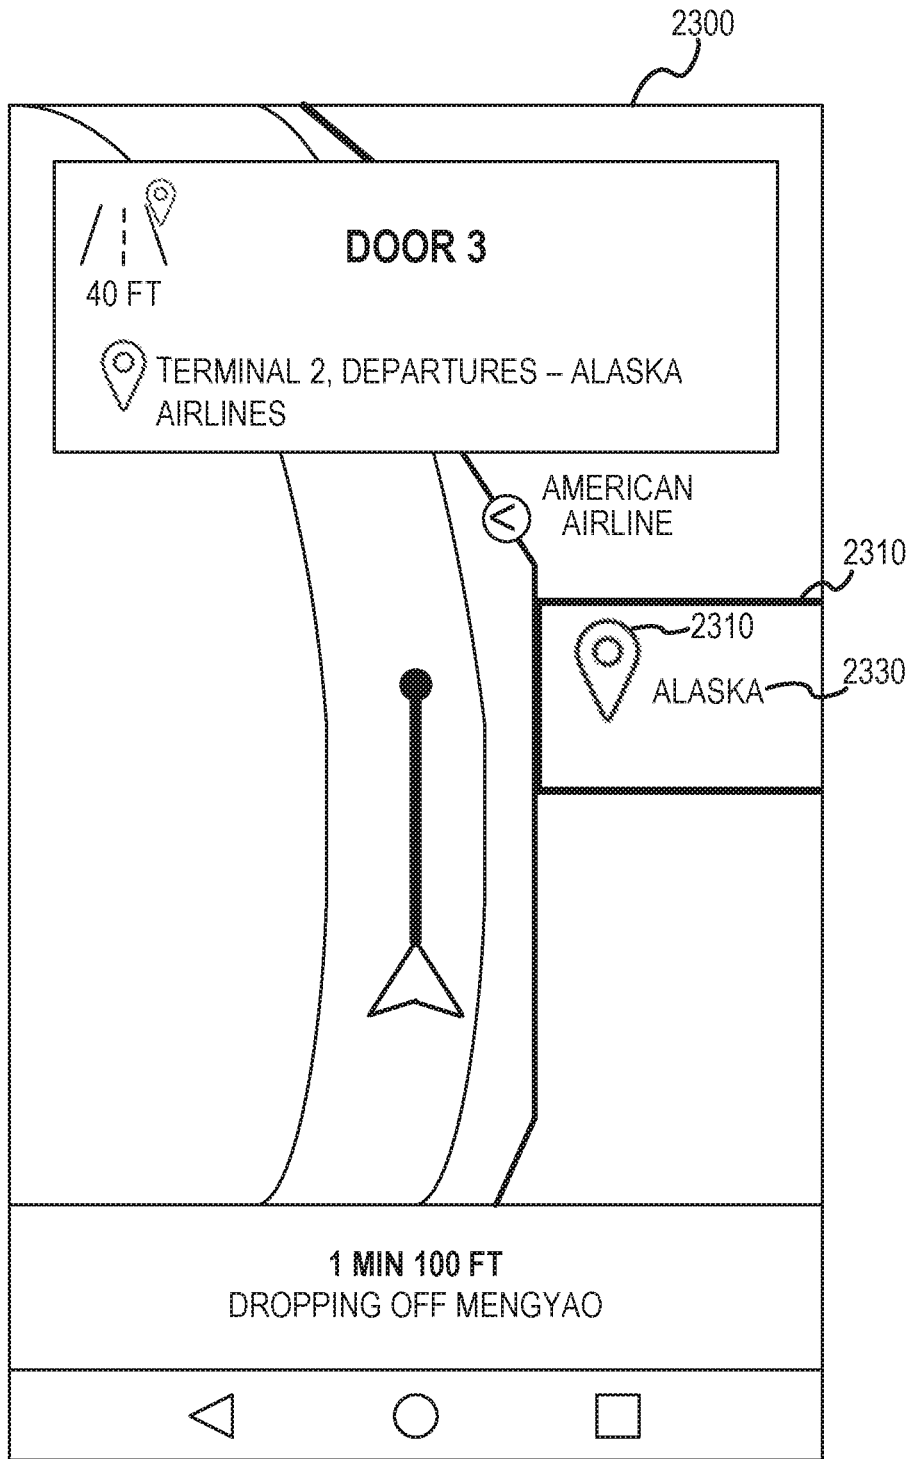 2300
DOOR 3
40 FT
TERMINAL 2, DEPARTURES – ALASKA
AIRLINES
AMERICAN
AIRLINE
2310
2310
ALASKA
2330
1 MIN 100 FT
DROPPING OFF MENGYAO